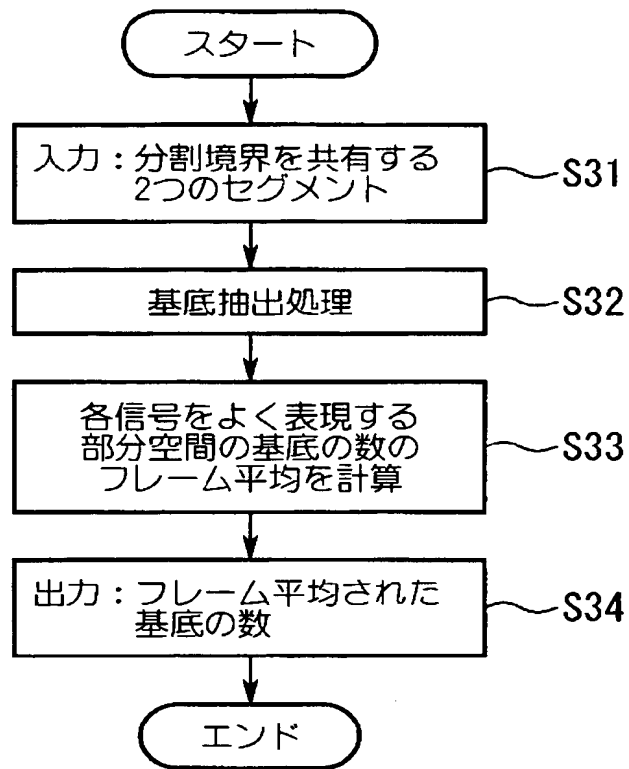 スタート
入力：分割境界を共有する
2つのセグメント
S31
基底抽出処理
S32
各信号をよく表現する
部分空間の基底の数の
フレーム平均を計算
S33
出力：フレーム平均された
基底の数
S34
エンド